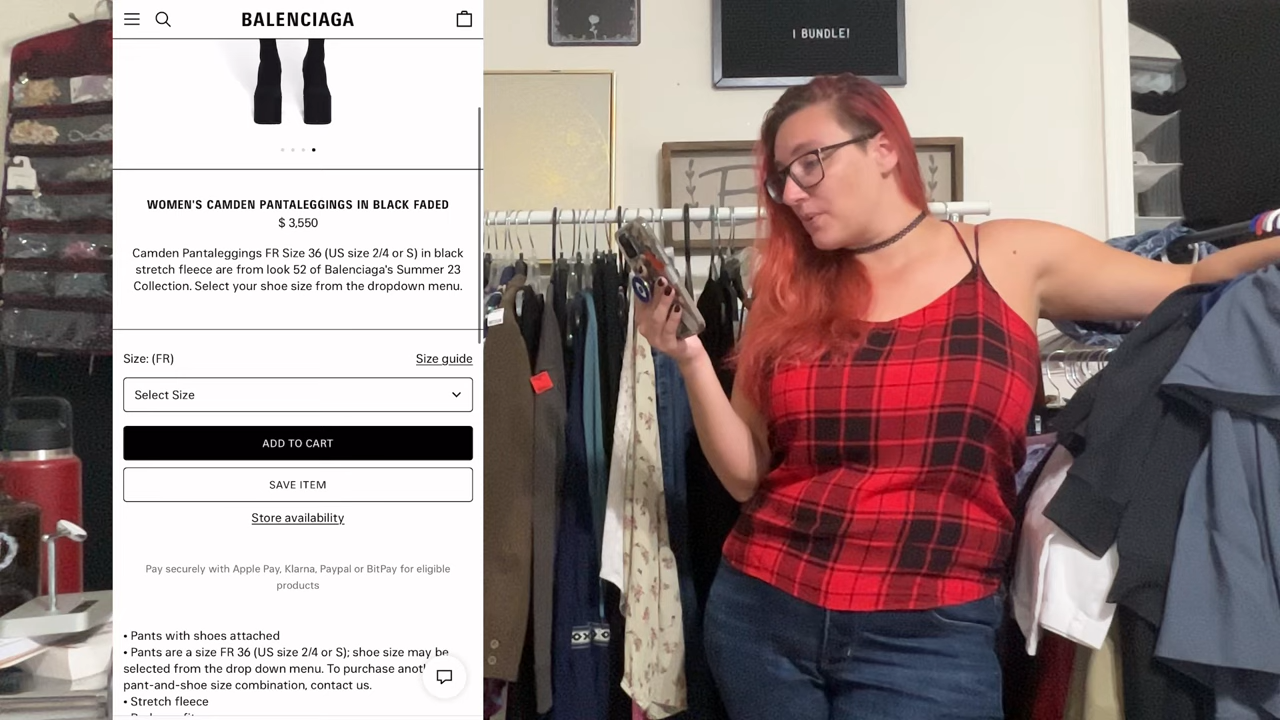 BALENCIAGA
WOMEN'S CAMDEN PANTALEGGINGS IN BLACK FADED
$ 3,550
Camden Pantaleggings FR Size 36 (US size 2/4 or S) in black
stretch fleece are from look 52 of Balenciaga's Summer 23
Collection. Select your shoe size from the dropdown menu.
Size: (FR)
Size guide
Select Size
ADD TO CART
SAVE ITEM
Store availability
Pay securely with Apple Pay, Klarna, Paypal or BitPay for eligible
products
• Pants with shoes attached
• Pants are a size FR 36 (US size 2/4 or S); shoe size may be
selected from the drop down menu. To purchase
pant-and-shoe size combination, contact us.
• Stretch fleece
I BUNDLE!